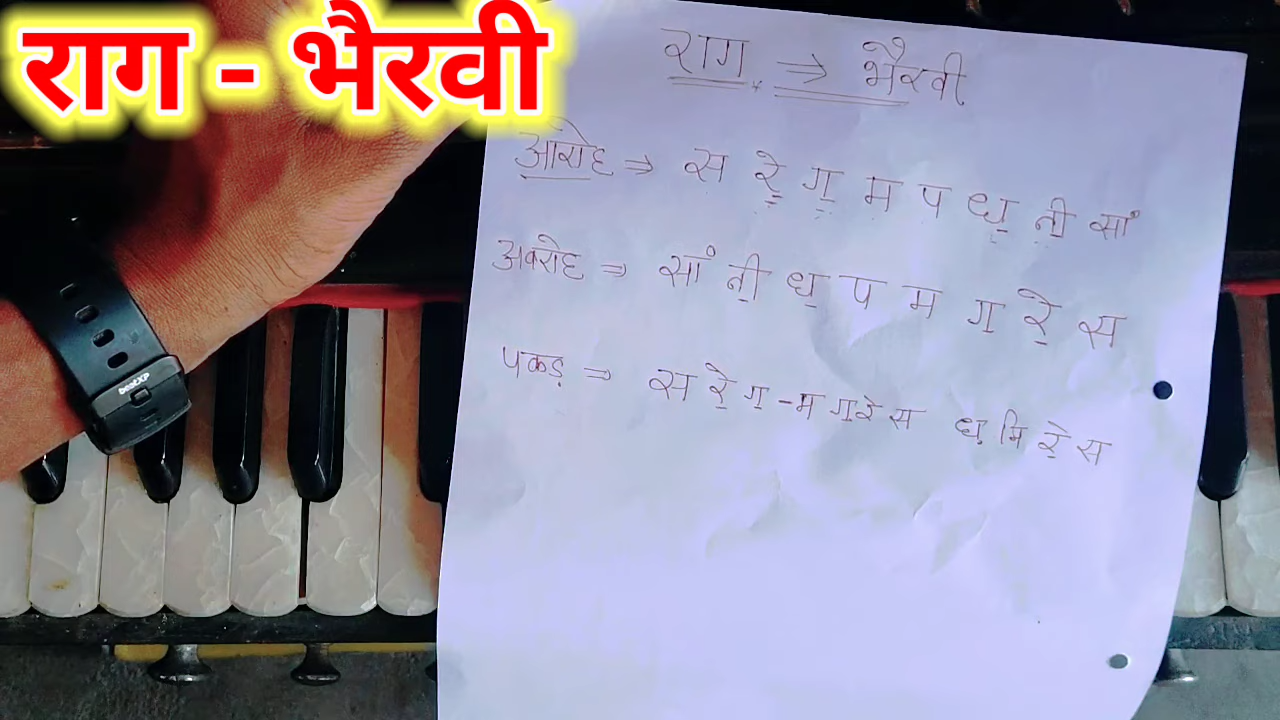 राग - भैरवी
राग ⇒ भैरवी
आरोह ⇒ स रे॒ ग॒ म प ध॒ नी॒ सां
अवरोह ⇒ सां नी॒ ध॒ प म ग॒ रे॒ स
पकड़ ⇒ स रे॒ ग॒ - म ग॒ रे॒ स ध॒ नि रे॒ स